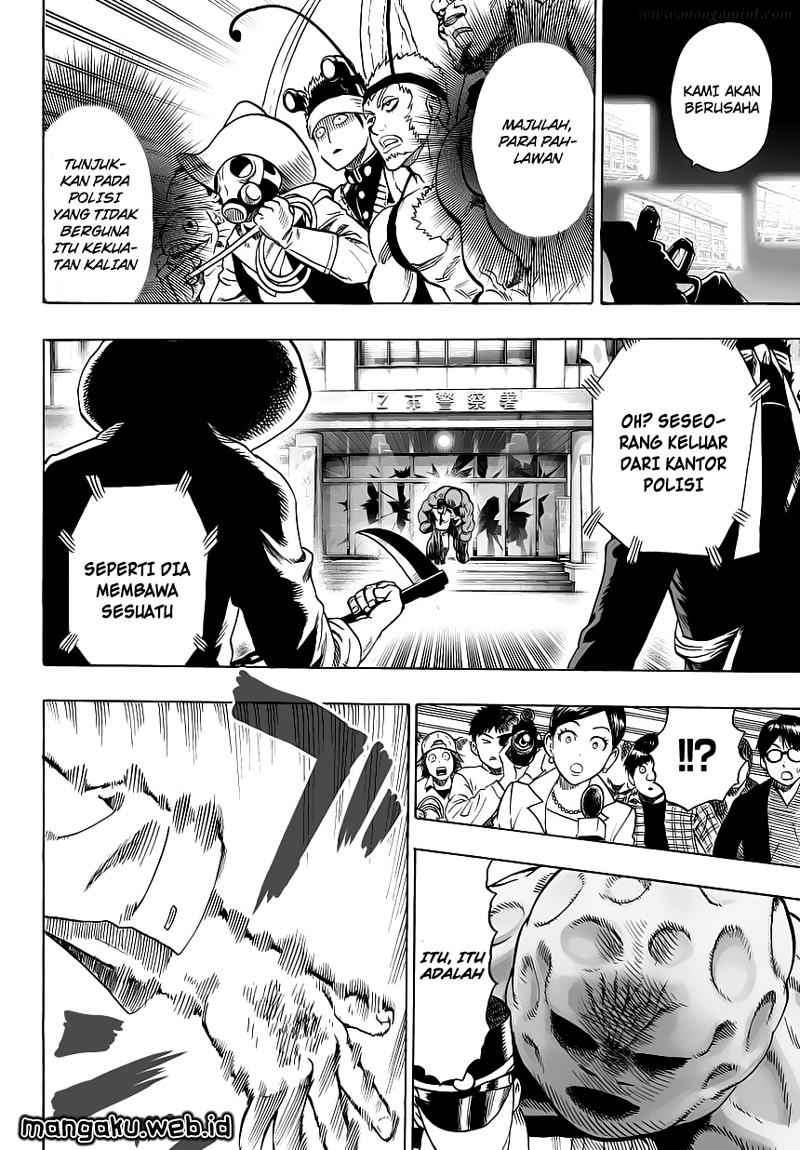 www.mangamint.com
KAMI AKAN
BERUSAHA
MAJULAH,
PARA PAH-
LAWAN
TUNJUK-
KAN PADA
POLISI
YANG TIDAK
BERGUNA
ITU KEKUA-
TAN KALIAN
Z市警察署
OH? SESEO-
RANG KELUAR
DARI KANTOR
POLISI
SEPERTI DIA
MEMBAWA
SESUATU
!!?
ITU, ITU
ADALAH
mangaku.web.id